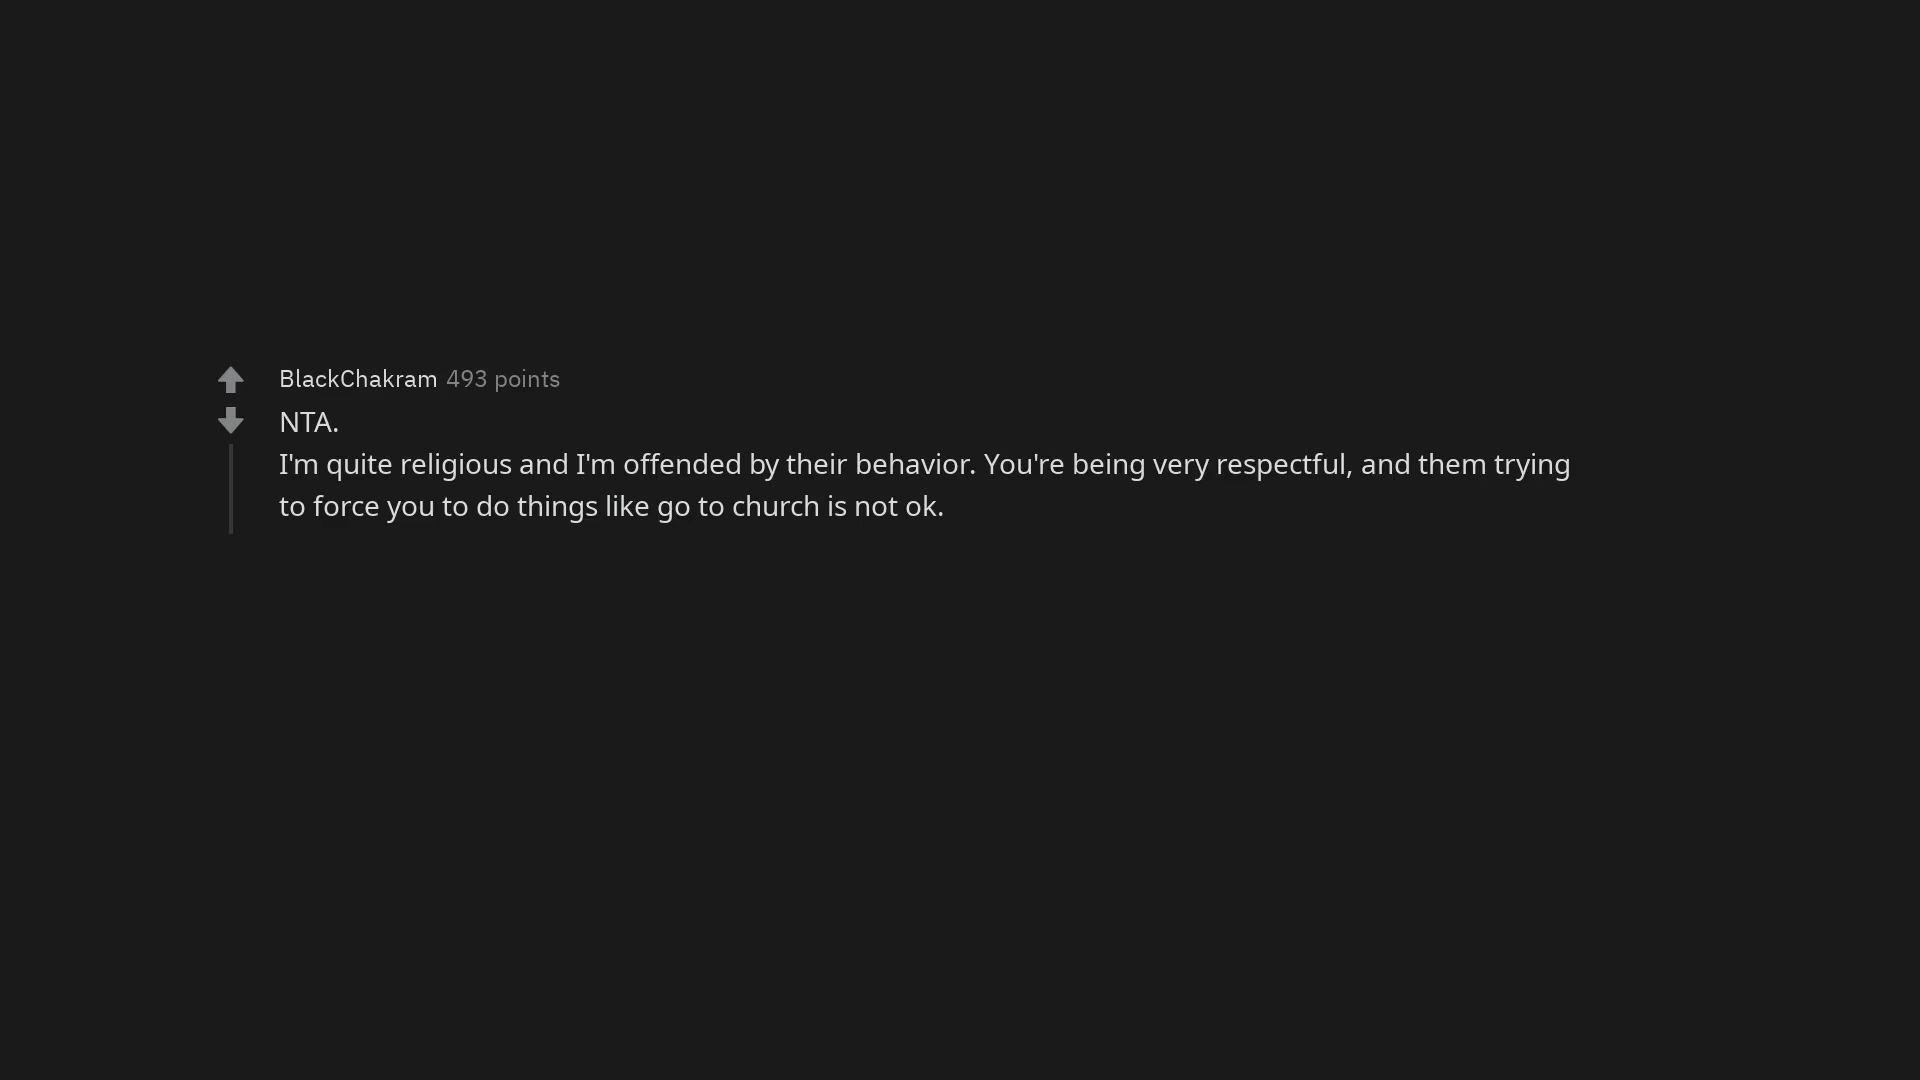 BlackChakram 493 points
NTA.
I'm quite religious and I'm offended by their behavior. You're being very respectful, and them trying
to force you to do things like go to church is not ok.